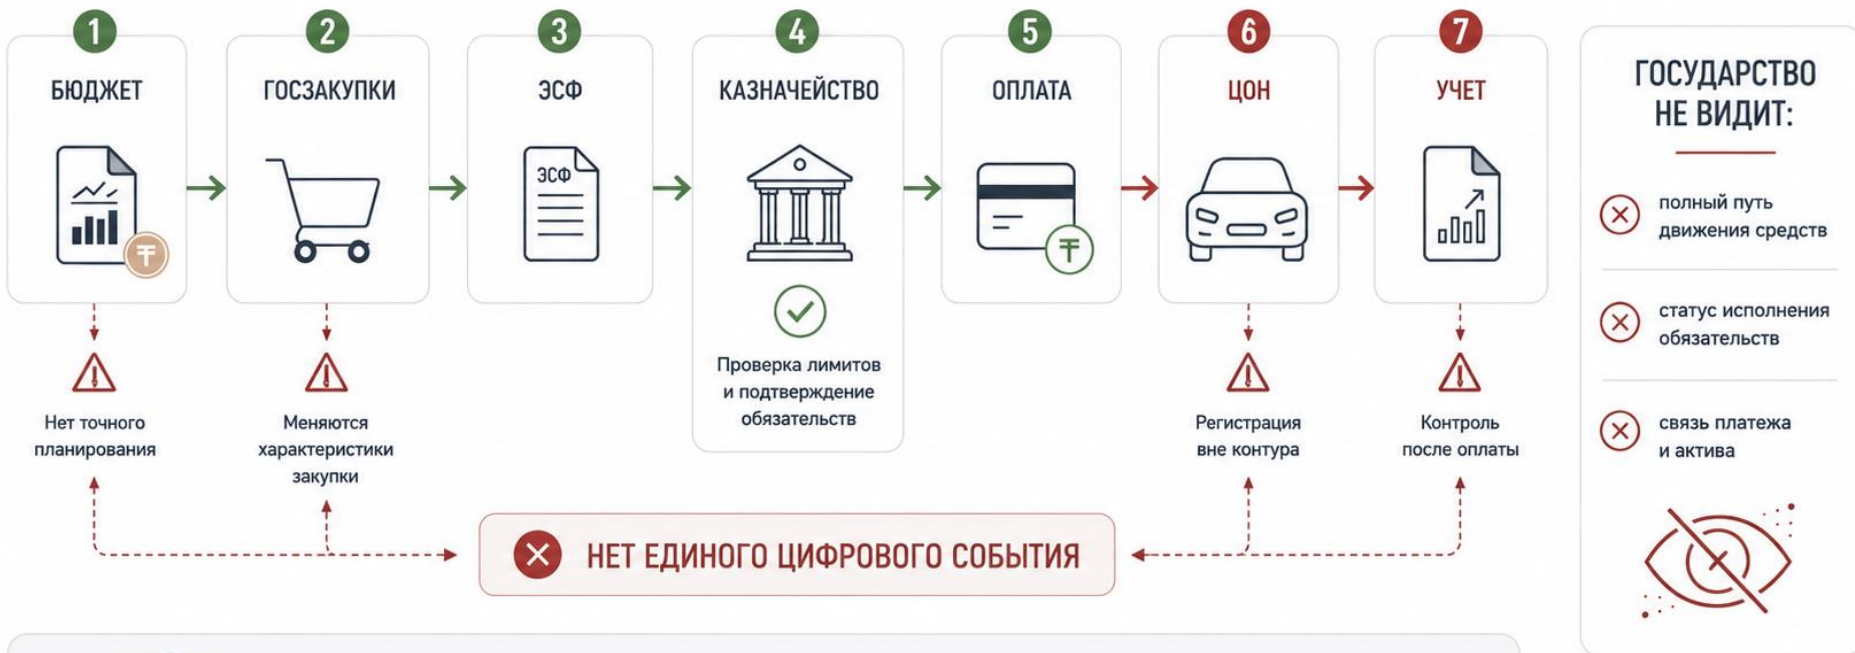 1
БЮДЖЕТ
Нет точного
планирования
2
ГОСЗАКУПКИ
Меняются
характеристики
закупки
3
ЭСФ
ЭСФ
4
КАЗНАЧЕЙСТВО
Проверка лимитов
и подтверждение
обязательств
5
ОПЛАТА
₸
6
ЦОН
Регистрация
вне контура
7
УЧЕТ
Контроль
после оплаты
₸
НЕТ ЕДИНОГО ЦИФРОВОГО СОБЫТИЯ
ГОСУДАРСТВО
НЕ ВИДИТ:
полный путь
движения средств
статус исполнения
обязательств
связь платежа
и актива